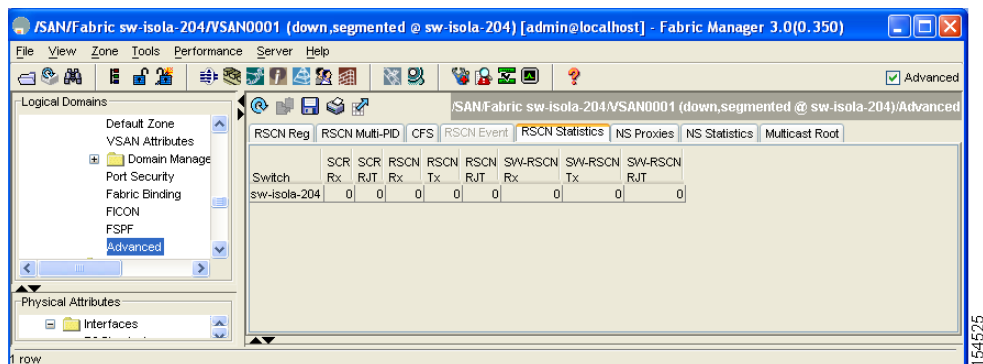 /SAN/Fabric sw-isola-204/VSAN0001 (down,segmented @ sw-isola-204) [admin@localhost] - Fabric Manager 3.0(0.350)
File View Zone Tools Performance Server Help
Advanced
Logical Domains
Default Zone
VSAN Attributes
Domain Manage
Port Security
Fabric Binding
FICON
FSPF
Advanced
Physical Attributes
Interfaces
/SAN/Fabric sw-isola-204/VSAN0001 (down,segmented @ sw-isola-204)/Advanced
RSCN Reg RSCN Multi-PID CFS RSCN Event RSCN Statistics NS Proxies NS Statistics Multicast Root
SCR SCR RSCN RSCN RSCN SW-RSCN SW-RSCN SW-RSCN
Switch Rx RJT Rx Tx RJT Rx Tx RJT
sw-isola-204 0 0 0 0 0 0 0 0
1 row
154525